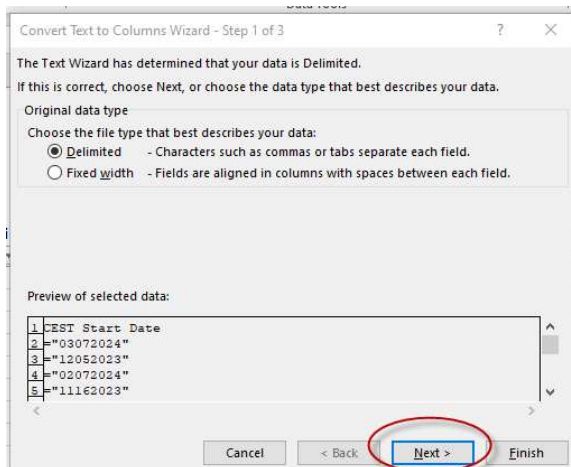 Data Tools
Convert Text to Columns Wizard - Step 1 of 3 ? ×
The Text Wizard has determined that your data is Delimited.
If this is correct, choose Next, or choose the data type that best describes your data.
Original data type
Choose the file type that best describes your data:
Delimited - Characters such as commas or tabs separate each field.
Fixed width - Fields are aligned in columns with spaces between each field.
Preview of selected data:
1 CEST Start Date
2 ="03072024"
3 ="12052023"
4 ="02072024"
5 ="11162023"
Cancel < Back Next > Finish